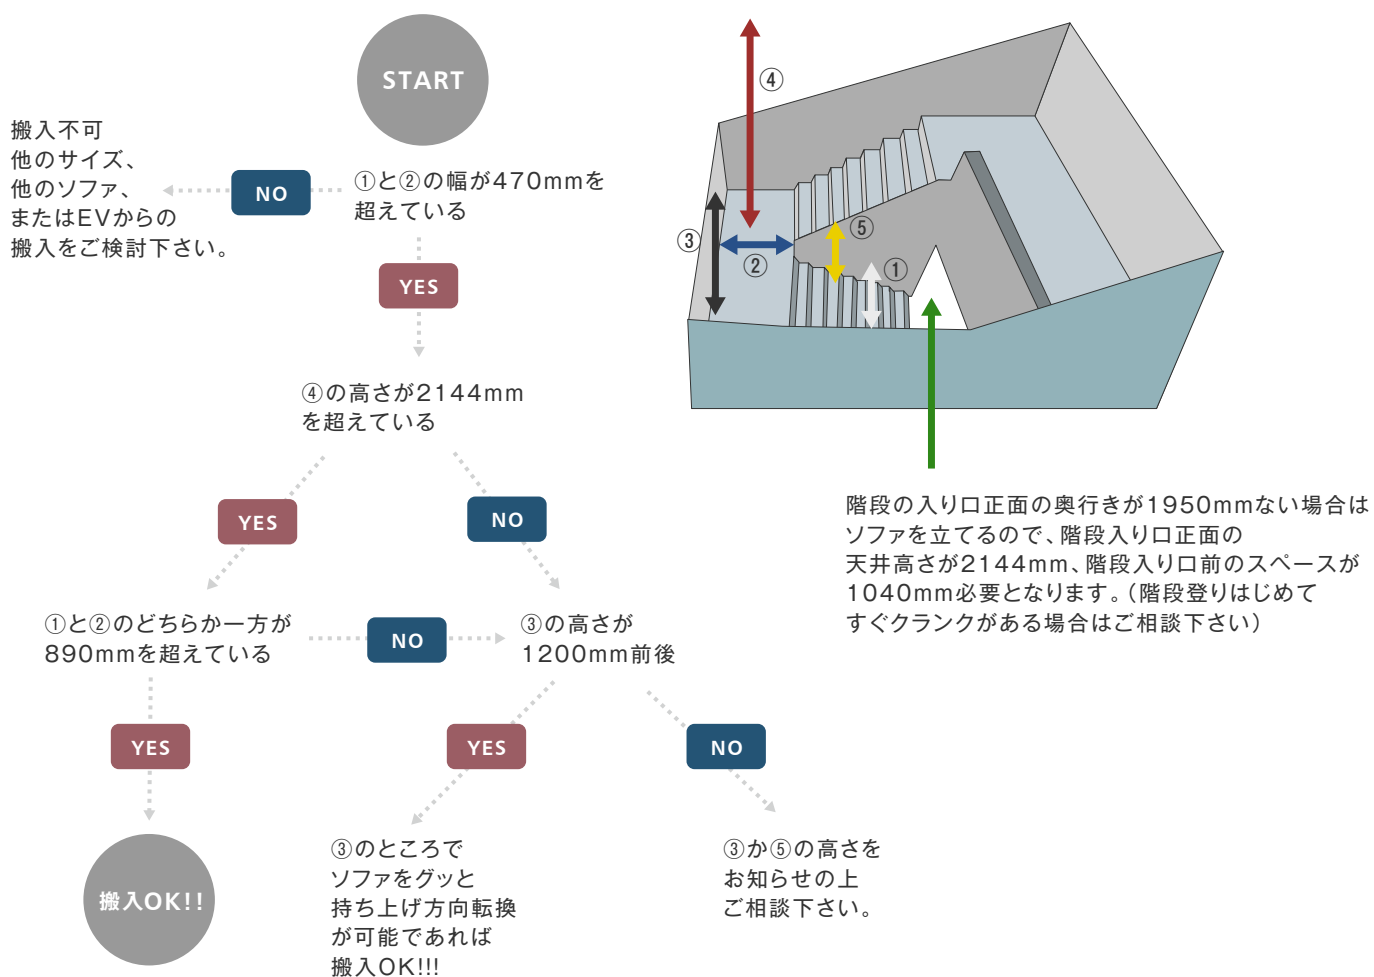 START
搬入不可
他のサイズ、
他のソファ、
またはEVからの
搬入をご検討下さい。
NO
①と②の幅が470mmを
超えている
YES
④の高さが2144mm
を超えている
YES
NO
①と②のどちらか一方が
890mmを超えている
NO
③の高さが
1200mm前後
YES
YES
NO
搬入OK!!
③のところで
ソファをグッと
持ち上げ方向転換
が可能であれば
搬入OK!!!
③か⑤の高さを
お知らせの上
ご相談下さい。
④
③
②
⑤
①
階段の入り口正面の奥行きが1950mmない場合は
ソファを立てるので、階段入り口正面の
天井高さが2144mm、階段入り口前のスペースが
1040mm必要となります。（階段登りはじめて
すぐクランクがある場合はご相談下さい）